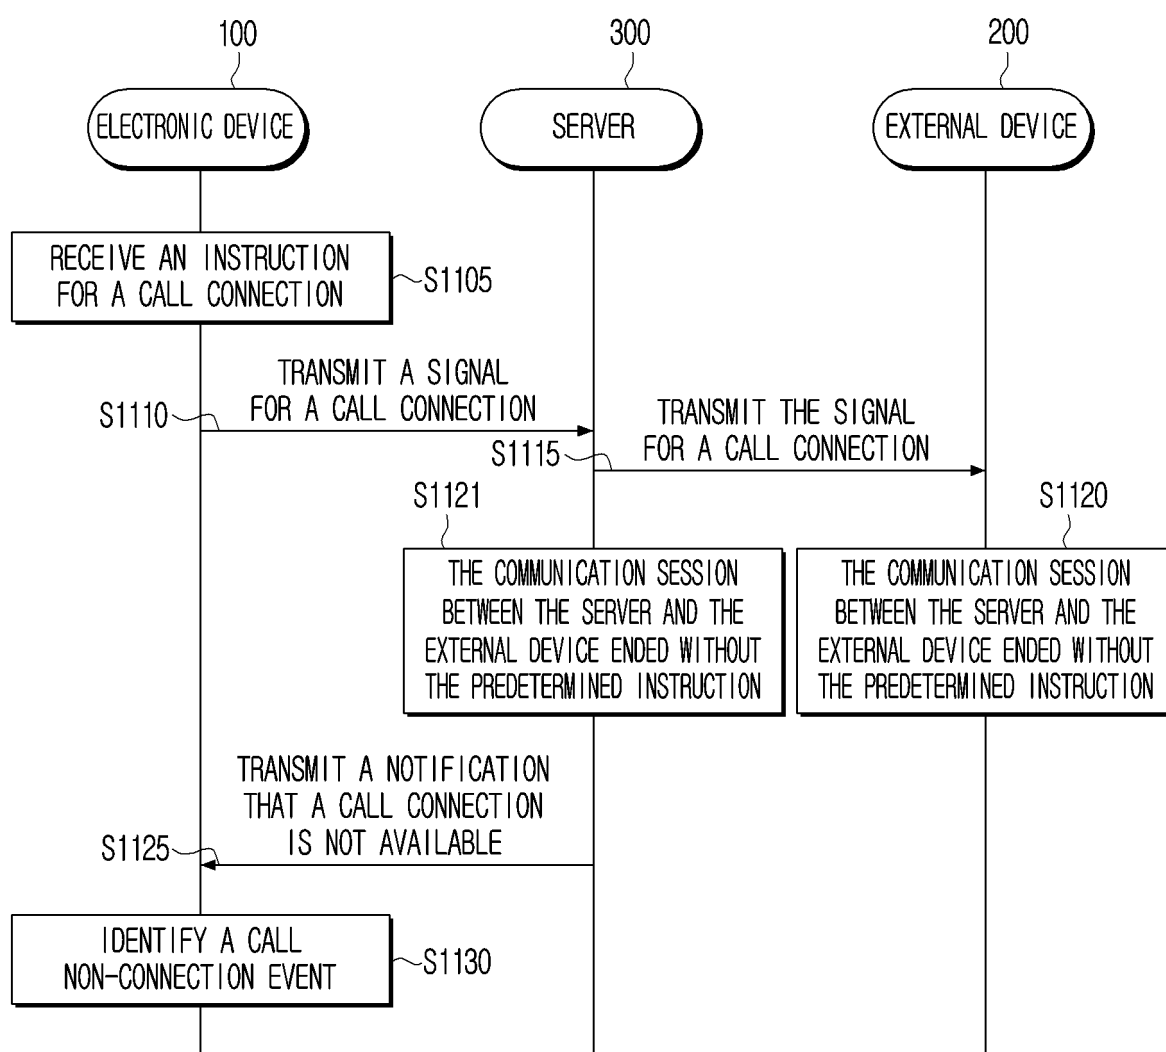 100
300
200
ELECTRONIC DEVICE
SERVER
EXTERNAL DEVICE
RECEIVE AN INSTRUCTION
FOR A CALL CONNECTION
S1105
TRANSMIT A SIGNAL
FOR A CALL CONNECTION
S1110
TRANSMIT THE SIGNAL
FOR A CALL CONNECTION
S1115
S1121
S1120
THE COMMUNICATION SESSION
BETWEEN THE SERVER AND THE
EXTERNAL DEVICE ENDED WITHOUT
THE PREDETERMINED INSTRUCTION
THE COMMUNICATION SESSION
BETWEEN THE SERVER AND THE
EXTERNAL DEVICE ENDED WITHOUT
THE PREDETERMINED INSTRUCTION
TRANSMIT A NOTIFICATION
THAT A CALL CONNECTION
IS NOT AVAILABLE
S1125
IDENTIFY A CALL
NON-CONNECTION EVENT
S1130